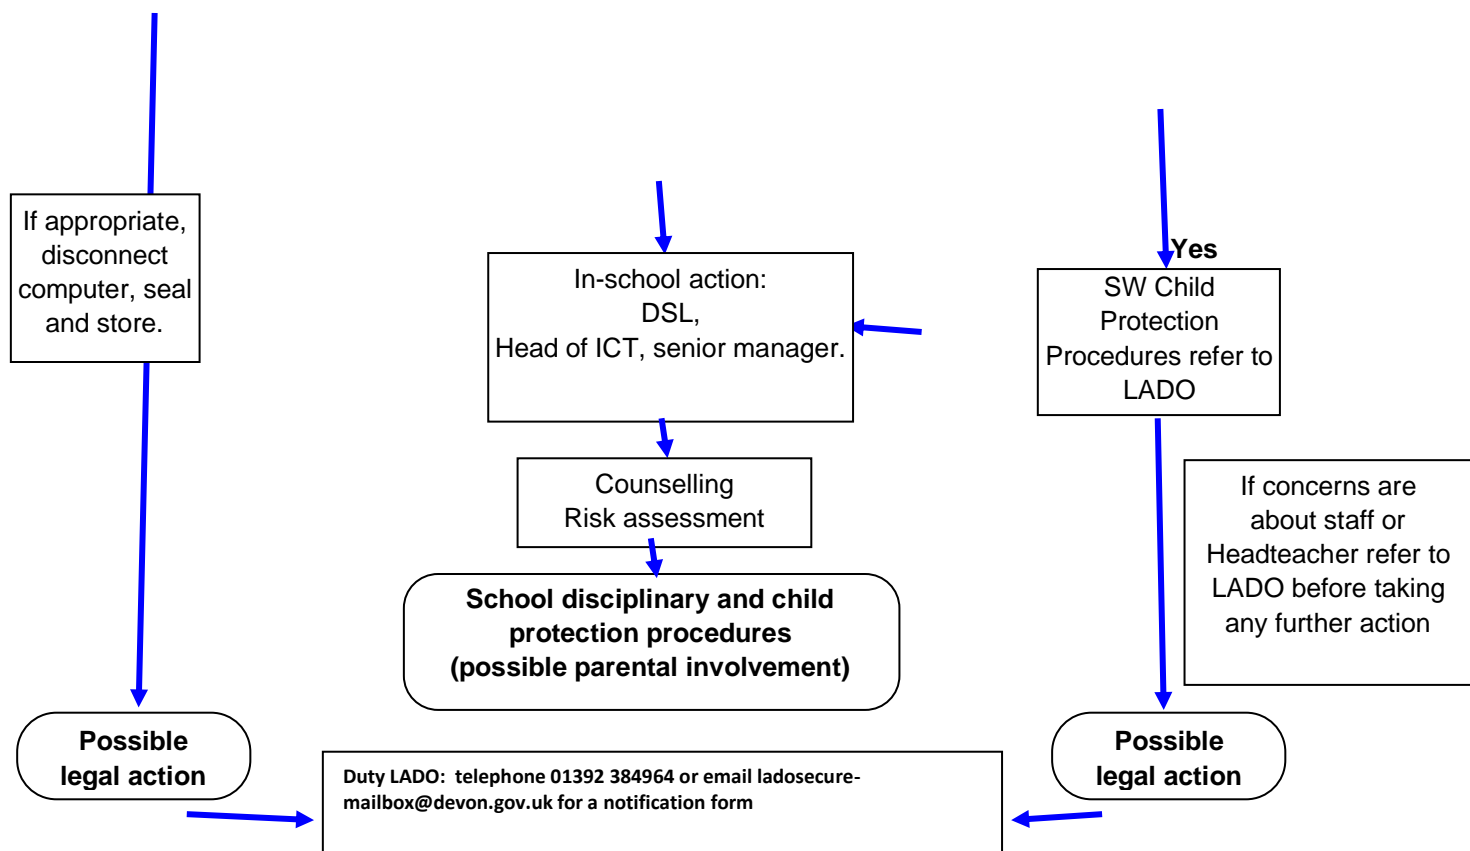 If appropriate,
disconnect
computer, seal
and store.
In-school action:
DSL,
Head of ICT, senior manager.
Yes
SW Child
Protection
Procedures refer to
LADO
Counselling
Risk assessment
If concerns are
about staff or
Headteacher refer to
LADO before taking
any further action
School disciplinary and child
protection procedures
(possible parental involvement)
Possible
legal action
Possible
legal action
Duty LADO: telephone 01392 384964 or email ladosecure-
mailbox@devon.gov.uk for a notification form